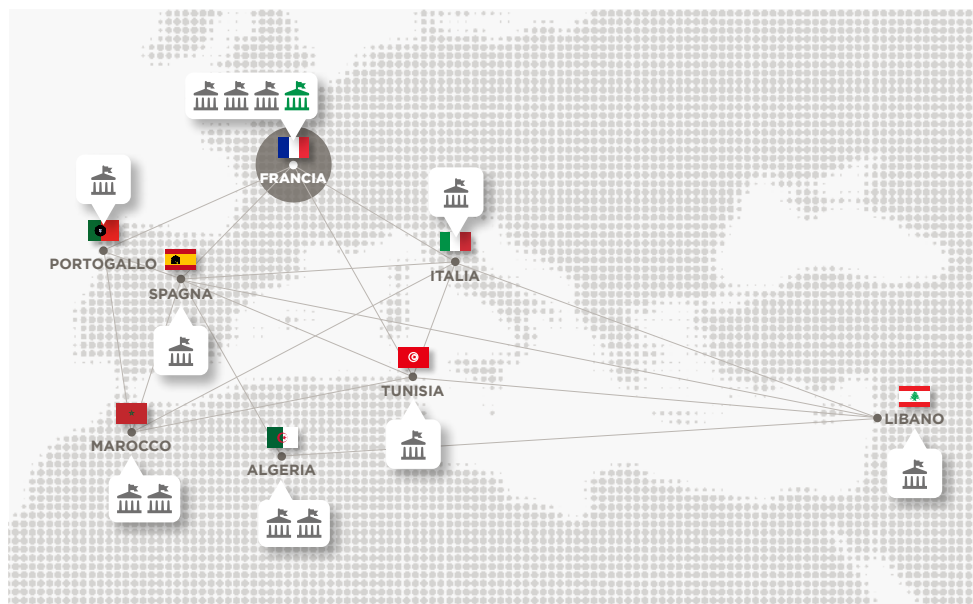 FRANCIA
PORTOGALLO
SPAGNA
ITALIA
TUNISIA
LIBANO
MAROCCO
ALGERIA